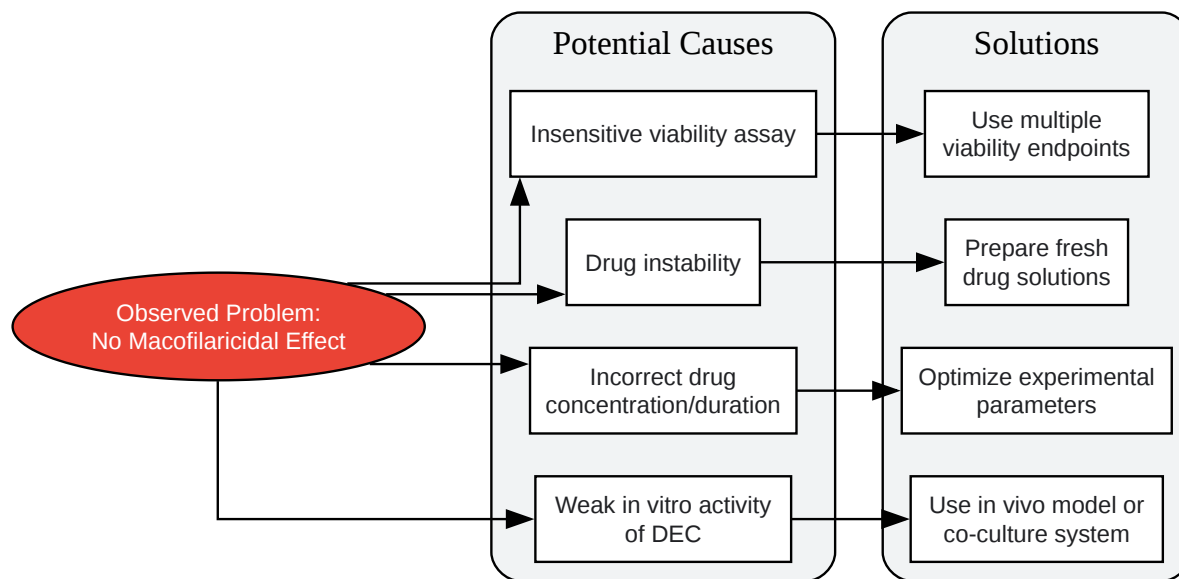 Potential Causes
Solutions
Insensitive viability assay
Use multiple
viability endpoints
Drug instability
Prepare fresh
drug solutions
Observed Problem:
No Macofilaricidal Effect
Incorrect drug
concentration/duration
Optimize experimental
parameters
Weak in vitro activity
of DEC
Use in vivo model or
co-culture system